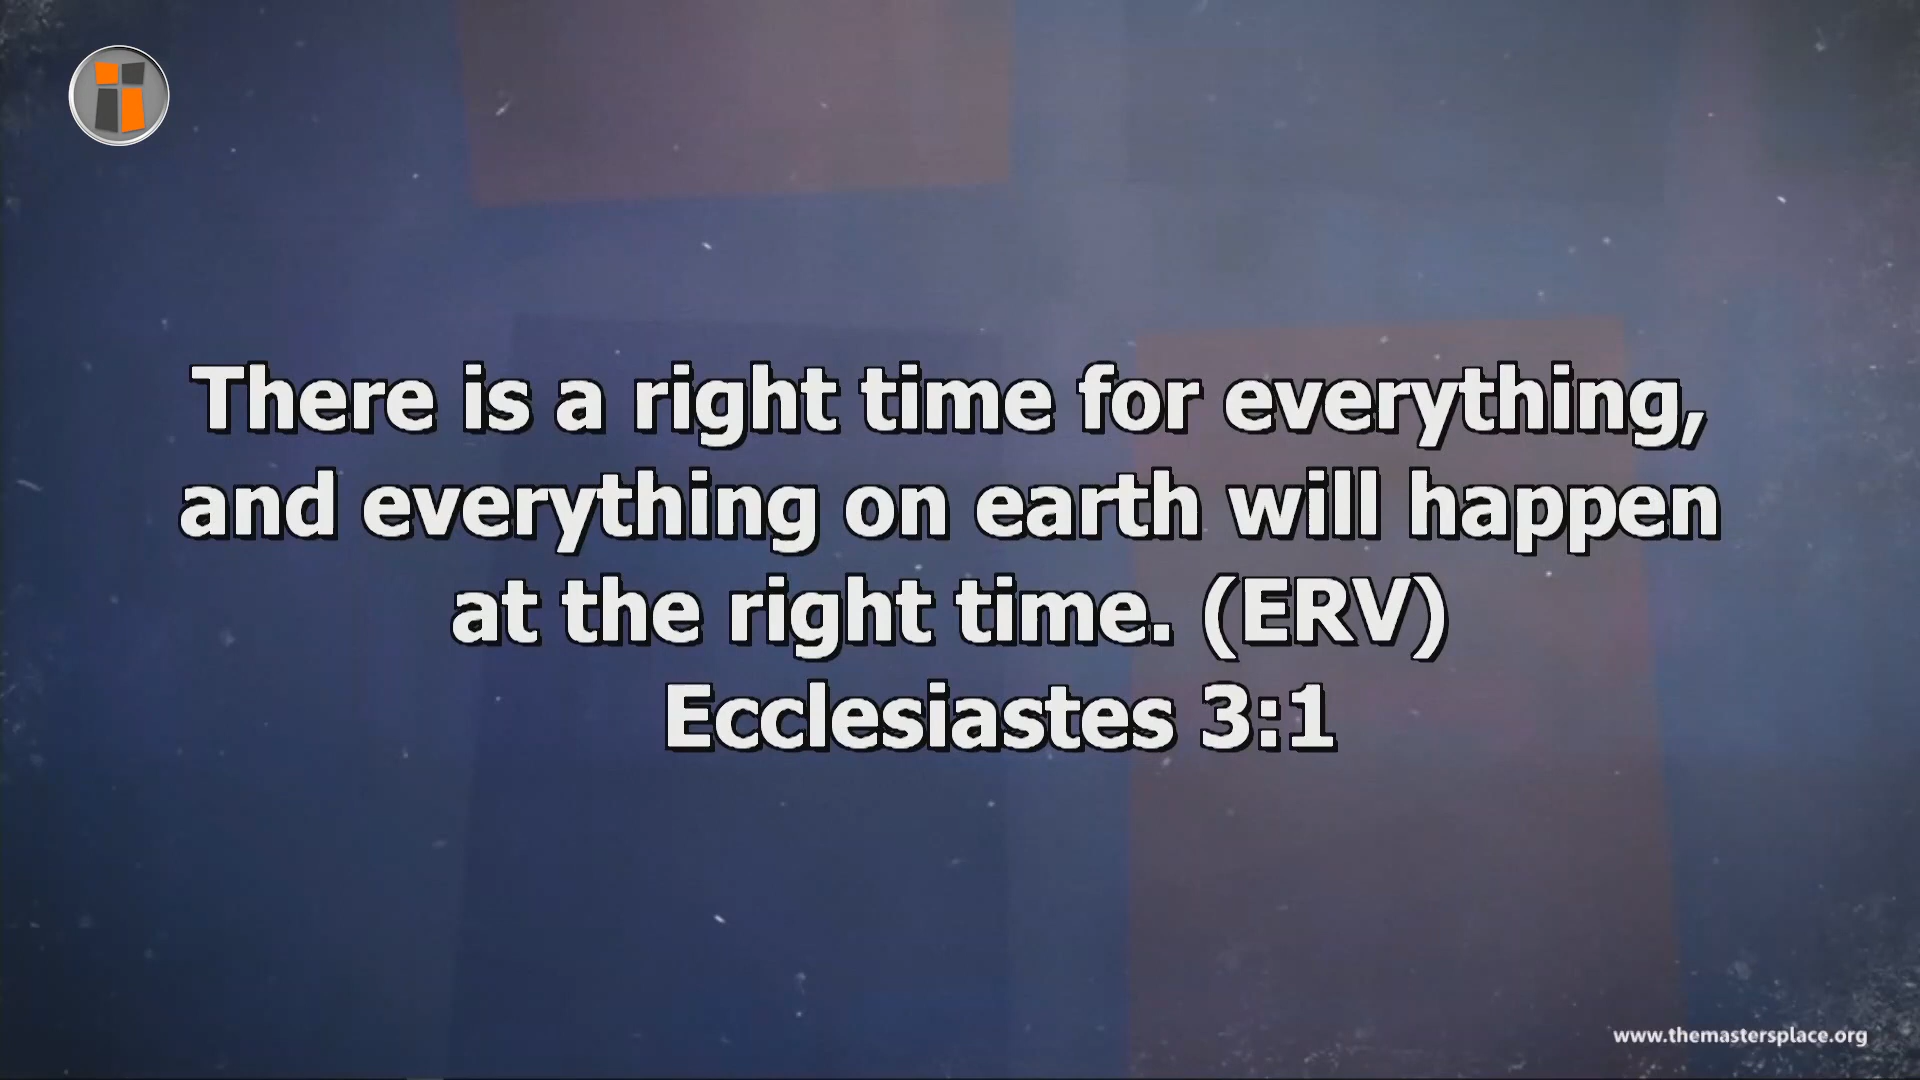 There is a right time for everything,
and everything on earth will happen
at the right time. (ERV)
Ecclesiastes 3:1
www.themastersplace.org